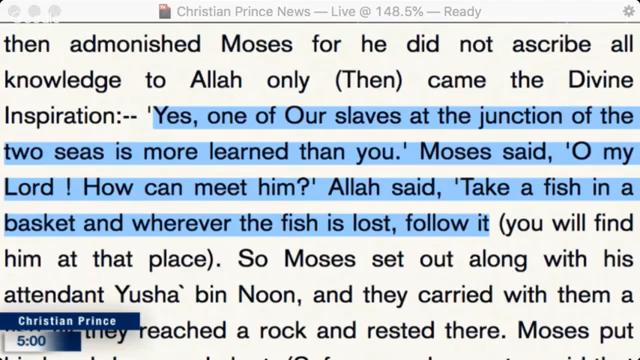 Christian Prince News — Live @ 148.5% — Ready
then admonished Moses for he did not ascribe all
knowledge to Allah only (Then) came the Divine
Inspiration:-- 'Yes, one of Our slaves at the junction of the
two seas is more learned than you.' Moses said, 'O my
Lord ! How can meet him?' Allah said, 'Take a fish in a
basket and wherever the fish is lost, follow it (you will find
him at that place). So Moses set out along with his
attendant Yusha` bin Noon, and they carried with them a
they reached a rock and rested there. Moses put
Christian Prince
5:00